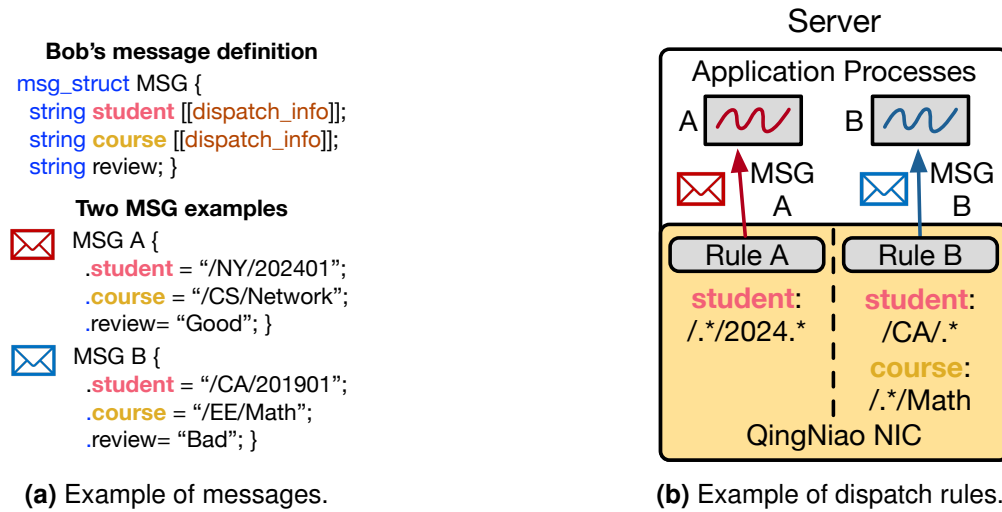 Bob’s message definition
msg_struct MSG {
string student [[dispatch_info]];
string course [[dispatch_info]];
string review; }
Two MSG examples
MSG A {
.student = “/NY/202401”;
.course = “/CS/Network”;
.review= “Good”; }
MSG B {
.student = “/CA/201901”;
.course = “/EE/Math”;
.review= “Bad”; }
(a) Example of messages.
Server
Application Processes
A
B
MSG
A
MSG
B
Rule A
Rule B
student:
/.*/2024.*
student:
/CA/.*
course:
/.*/Math
QingNiao NIC
(b) Example of dispatch rules.